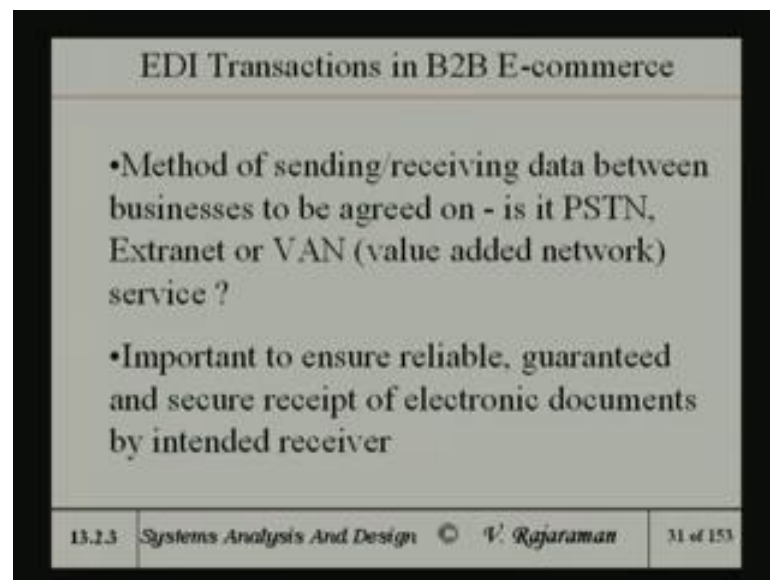 EDI Transactions in B2B E-commerce
•Method of sending/receiving data between
businesses to be agreed on - is it PSTN,
Extranet or VAN (value added network)
service ?
•Important to ensure reliable, guaranteed
and secure receipt of electronic documents
by intended receiver
13.2.3 Systems Analysis And Design © V. Rajaraman 31 of 153